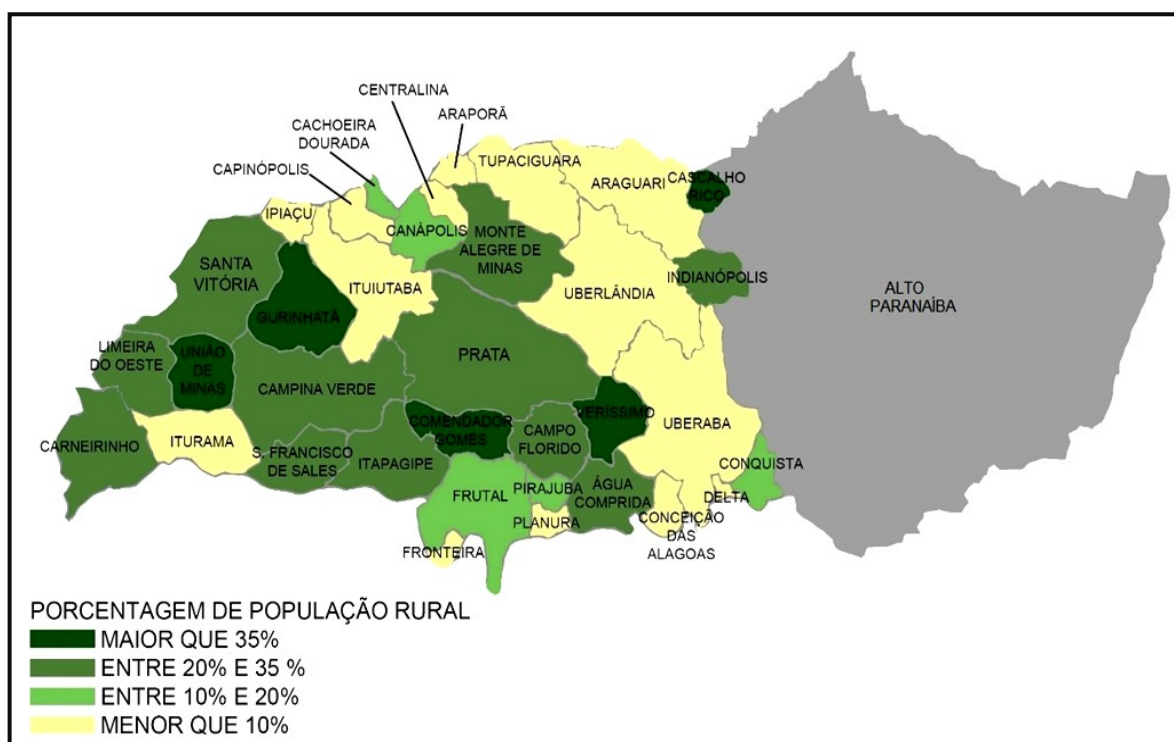 CENTRALINA
ARAPORÃ
CACHOEIRA
DOURADA
TUPACIGUARA
CAPINÓPOLIS
ARAGUARI
CASCALHO
RICO
IPIAÇU
CANÁPOLIS
MONTE
ALEGRE DE
MINAS
SANTA
VITÓRIA
ITUIUTABA
INDIANÓPOLIS
UBERLÂNDIA
ALTO
PARANAÍBA
GURINHATÃ
LIMEIRA
DO OESTE
UNIÃO
DE
MINAS
PRATA
CAMPINA VERDE
COMENDADOR
GOMES
VERÍSSIMO
UBERABA
CARNEIRINHO
ITURAMA
S. FRANCISCO
DE SALES
ITAPAGIPE
CAMPO
FLORIDO
CONQUISTA
FRUTAL
PIRAJUBA
ÁGUA
COMPRIDA
DELTA
PLANURA
CONCEIÇÃO
DAS
ALAGOAS
FRONTEIRA
PORCENTAGEM DE POPULAÇÃO RURAL
MAIOR QUE 35%
ENTRE 20% E 35 %
ENTRE 10% E 20%
MENOR QUE 10%